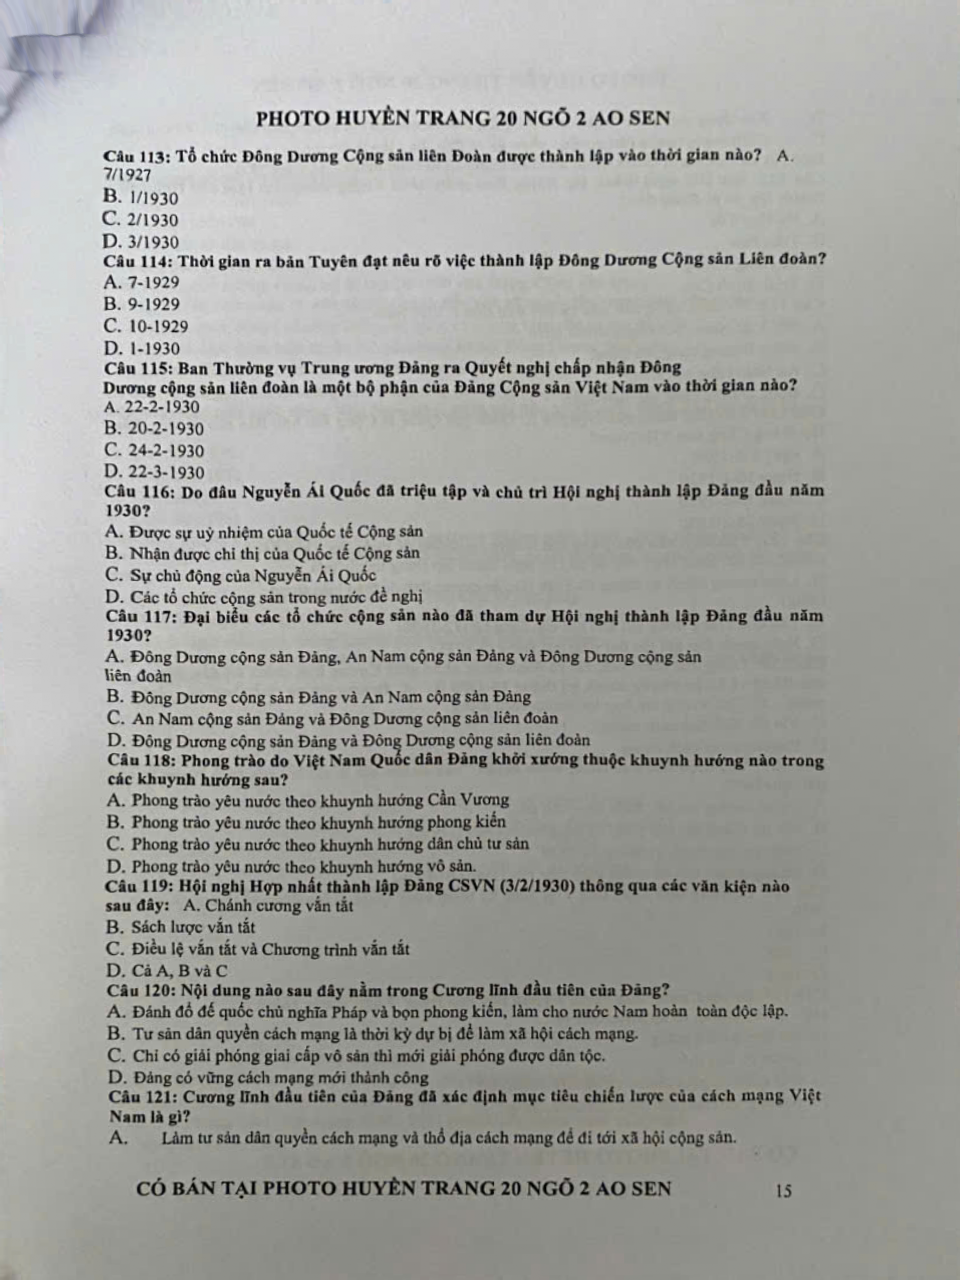 PHOTO HUYỀN TRANG 20 NGÕ 2 AO SEN
Câu 113: Tổ chức Đông Dương Cộng sản liên Đoàn được thành lập vào thời gian nào? A.
7/1927
B. 1/1930
C. 2/1930
D. 3/1930
Câu 114: Thời gian ra bản Tuyên đạt nêu rõ việc thành lập Đông Dương Cộng sản Liên đoàn?
A. 7-1929
B. 9-1929
C. 10-1929
D. 1-1930
Câu 115: Ban Thường vụ Trung ương Đảng ra Quyết nghị chấp nhận Đông
Dương cộng sản liên đoàn là một bộ phận của Đảng Cộng sản Việt Nam vào thời gian nào?
A. 22-2-1930
B. 20-2-1930
C. 24-2-1930
D. 22-3-1930
Câu 116: Do đâu Nguyễn Ái Quốc đã triệu tập và chủ trì Hội nghị thành lập Đảng đầu năm
1930?
A. Được sự uỷ nhiệm của Quốc tế Cộng sản
B. Nhận được chỉ thị của Quốc tế Cộng sản
C. Sự chủ động của Nguyễn Ái Quốc
D. Các tổ chức cộng sản trong nước đề nghị
Câu 117: Đại biểu các tổ chức cộng sản nào đã tham dự Hội nghị thành lập Đảng đầu năm
1930?
A. Đông Dương cộng sản Đảng, An Nam cộng sản Đảng và Đông Dương cộng sản
liên đoàn
B. Đông Dương cộng sản Đảng và An Nam cộng sản Đảng
C. An Nam cộng sản Đảng và Đông Dương cộng sản liên đoàn
D. Đông Dương cộng sản Đảng và Đông Dương cộng sản liên đoàn
Câu 118: Phong trào do Việt Nam Quốc dân Đảng khởi xướng thuộc khuynh hướng nào trong
các khuynh hướng sau?
A. Phong trào yêu nước theo khuynh hướng Cần Vương
B. Phong trào yêu nước theo khuynh hướng phong kiến
C. Phong trào yêu nước theo khuynh hướng dân chủ tư sản
D. Phong trào yêu nước theo khuynh hướng vô sản.
Câu 119: Hội nghị Hợp nhất thành lập Đảng CSVN (3/2/1930) thông qua các văn kiện nào
sau đây: A. Chánh cương vắn tắt
B. Sách lược vắn tắt
C. Điều lệ vắn tắt và Chương trình vắn tắt
D. Cả A, B và C
Câu 120: Nội dung nào sau đây nằm trong Cương lĩnh đầu tiên của Đảng?
A. Đánh đổ đế quốc chủ nghĩa Pháp và bọn phong kiến, làm cho nước Nam hoàn toàn độc lập.
B. Tư sản dân quyền cách mạng là thời kỳ dự bị để làm xã hội cách mạng.
C. Chỉ có giải phóng giai cấp vô sản thì mới giải phóng được dân tộc.
D. Đảng có vững cách mạng mới thành công
Câu 121: Cương lĩnh đầu tiên của Đảng đã xác định mục tiêu chiến lược của cách mạng Việt
Nam là gì?
A. Làm tư sản dân quyền cách mạng và thổ địa cách mạng để đi tới xã hội cộng sản.
CÓ BÁN TẠI PHOTO HUYỀN TRANG 20 NGÕ 2 AO SEN 15